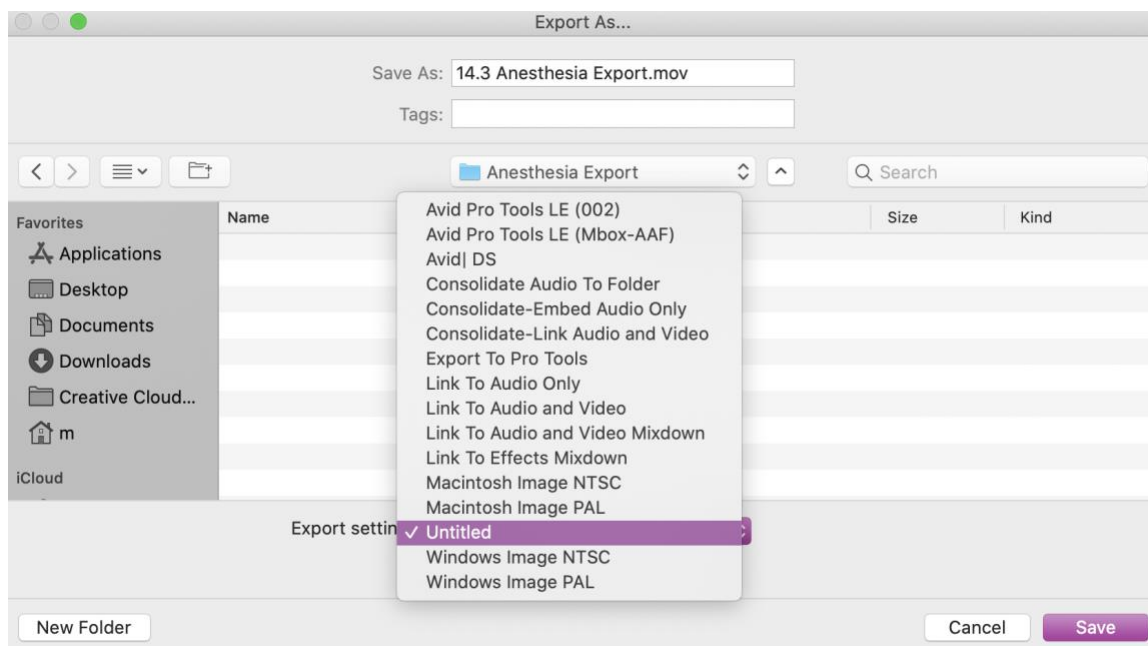 Export As...
Save As: 14.3 Anesthesia Export.mov
Tags:
Anesthesia Export
Search
Favorites
Applications
Desktop
Documents
Downloads
Creative Cloud...
m
iCloud
Name
Size
Kind
Avid Pro Tools LE (002)
Avid Pro Tools LE (Mbox-AAF)
Avid| DS
Consolidate Audio To Folder
Consolidate-Embed Audio Only
Consolidate-Link Audio and Video
Export To Pro Tools
Link To Audio Only
Link To Audio and Video
Link To Audio and Video Mixdown
Link To Effects Mixdown
Macintosh Image NTSC
Macintosh Image PAL
Export settin ✓ Untitled
Windows Image NTSC
Windows Image PAL
New Folder
Cancel
Save